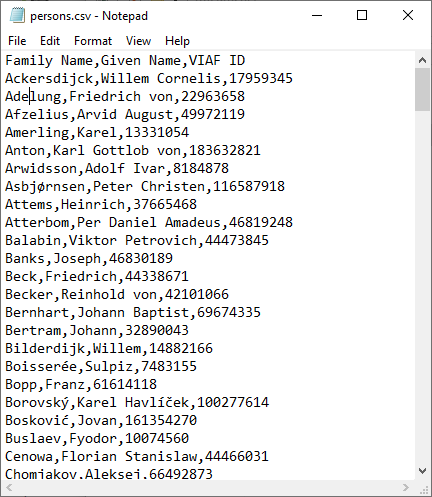 persons.csv - Notepad
File Edit Format View Help
Family Name,Given Name,VIAF ID
Ackersdijck,Willem Cornelis,17959345
Adelung,Friedrich von,22963658
Afzelius,Arvid August,49972119
Amerling,Karel,13331054
Anton,Karl Gottlob von,183632821
Arwidsson,Adolf Ivar,8184878
Asbjørnsen,Peter Christen,116587918
Attems,Heinrich,37665468
Atterbom,Per Daniel Amadeus,46819248
Balabin,Viktor Petrovich,44473845
Banks,Joseph,46830189
Beck,Friedrich,44338671
Becker,Reinhold von,42101066
Bernhart,Johann Baptist,69674335
Bertram,Johann,32890043
Bilderdijk,Willem,14882166
Boisserée,Sulpiz,7483155
Bopp,Franz,61614118
Borovský,Karel Havlíček,100277614
Bosković,Jovan,161354270
Buslaev,Fyodor,10074560
Cenowa,Florian Stanislaw,44466031
Chomjakov,Aleksej,66492873